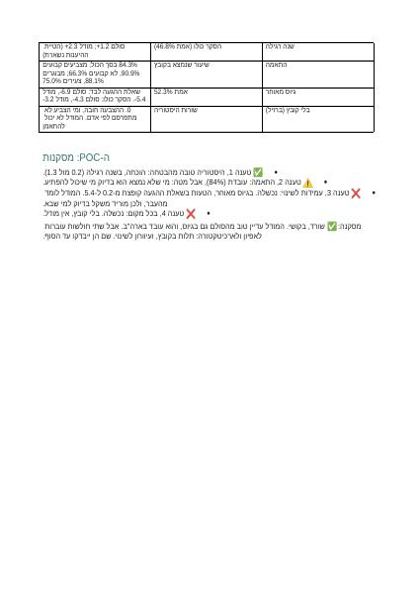 שנה רגילה
הסקר כולו (אמת 46.8%)
סולם 1.2+; מודל 2.3+ (הטיית
ההיענות נשארת)
התאמה
שיעור שנמצא בקובץ
84.3% בסך הכול; מצביעים קבועים
90.9%, לא קבועים 66.3%; מבוגרים
88.1%, צעירים 75.0%
גיוס מאוחר
אמת 52.3%
שאלת ההגעה לבד: סולם 6.9-, מודל
5.4-. הסקר כולו: סולם 4.3-, מודל 3.2-
בלי קובץ (ברזיל)
שורות היסטוריה
0. ההצבעה חובה, ומי הצביע לא
מתפרסם לפי אדם. המודל לא יכול
להתאמן
ה-POC: מסקנות
✅ טענה 1, היסטוריה טובה מהבטחה: הוכחה, בשנה רגילה (0.2 מול 1.3).
⚠️ טענה 2, התאמה: עובדת (84%), אבל מטה: מי שלא נמצא הוא בדיוק מי שיכול להפתיע.
❌ טענה 3, עמידות לשינוי: נכשלה. בגיוס מאוחר, הטעות בשאלת ההגעה קופצת מ-0.2 ל-5.4. המודל לומד
מהעבר, ולכן מוריד משקל בדיוק למי שבא.
❌ טענה 4, בכל מקום: נכשלה. בלי קובץ, אין מודל.
מסקנה: ✅ שורד, בקושי. המודל עדיין טוב מהסולם גם בגיוס, והוא עובד בארה"ב. אבל שתי חולשות עוברות
לאפיון ולארכיטקטורה: תלות בקובץ, ועיוורון לשינוי. שם הן ייבדקו עד הסוף.